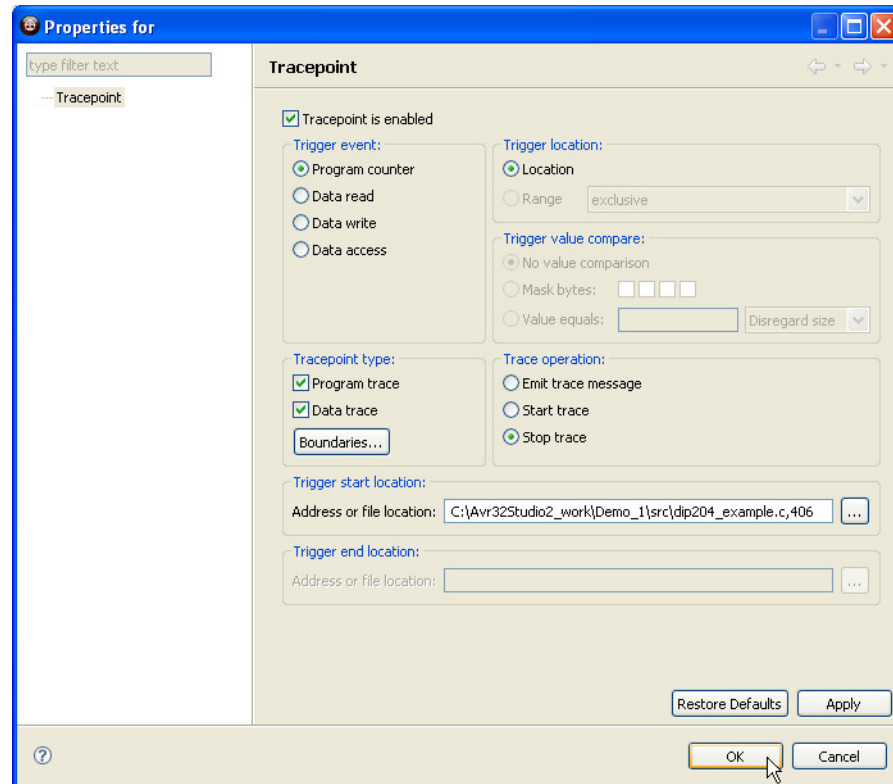 Properties for
type filter text
Tracepoint
Tracepoint
Tracepoint is enabled
Trigger event:
Program counter
Data read
Data write
Data access
Trigger location:
Location
Range exclusive
Trigger value compare:
No value comparison
Mask bytes:
Value equals: Disregard size
Tracepoint type:
Program trace
Data trace
Boundaries...
Trace operation:
Emit trace message
Start trace
Stop trace
Trigger start location:
Address or file location: C:\Avr32Studio2_work\Demo_1\src\dip204_example.c,406 ...
Trigger end location:
Address or file location: ...
Restore Defaults Apply
? OK Cancel